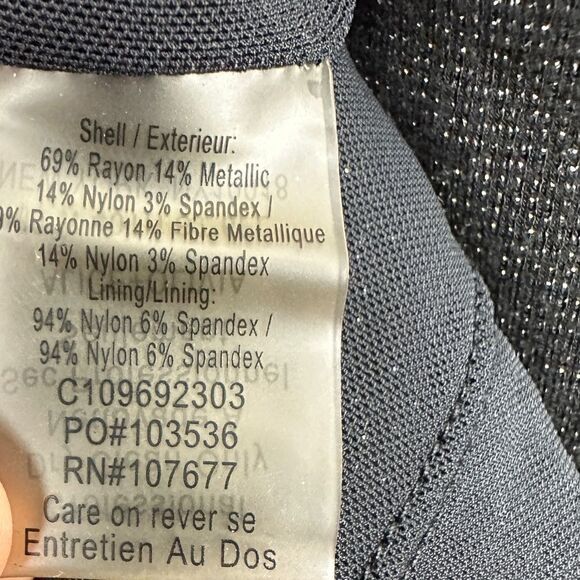 Shell / Exterieur:
69% Rayon 14% Metallic
14% Nylon 3% Spandex /
9% Rayonne 14% Fibre Metallique
14% Nylon 3% Spandex
Lining/Lining:
94% Nylon 6% Spandex /
94% Nylon 6% Spandex
C109692303
PO#103536
RN#107677
Care on rever se
Entretien Au Dos